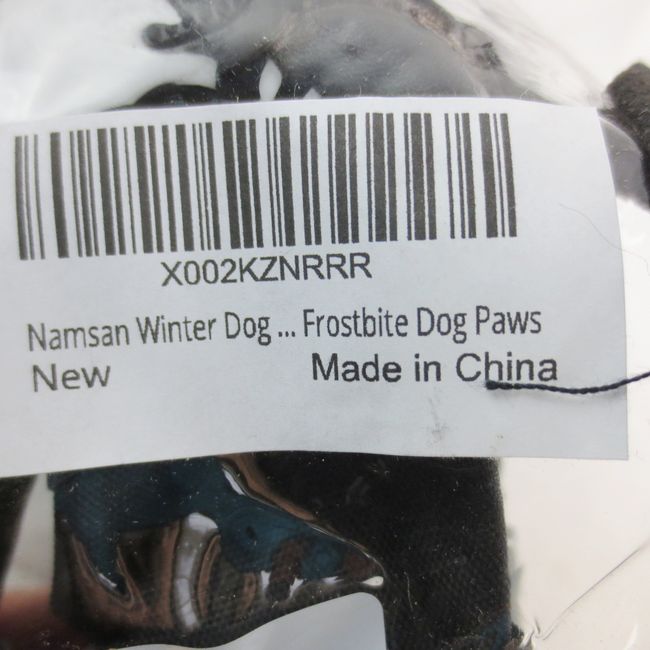 X002KZNRRR
Namsan Winter Dog ... Frostbite Dog Paws
New Made in China